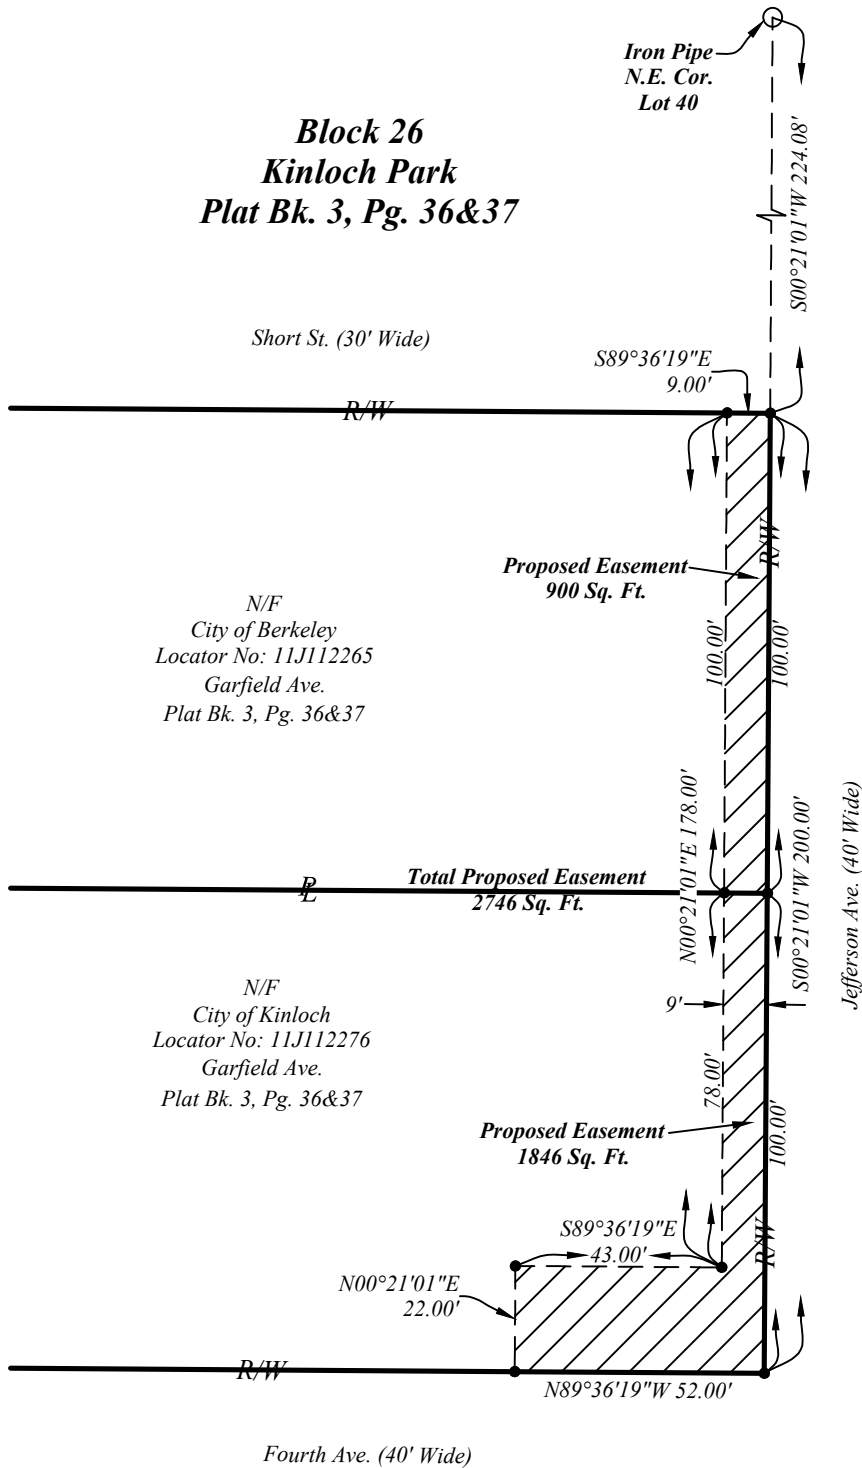 Iron Pipe
N.E. Cor.
Lot 40
Block 26
Kinloch Park
Plat Bk. 3, Pg. 36&37
S00°21'01"W 224.08'
Short St. (30' Wide)
S89°36'19"E
9.00'
R/W
R/W
Proposed Easement
900 Sq. Ft.
N/F
City of Berkeley
Locator No: 11J112265
Garfield Ave.
Plat Bk. 3, Pg. 36&37
100.00'
100.00'
N00°21'01"E 178.00'
S00°21'01"W 200.00'
Jefferson Ave. (40' Wide)
PL
Total Proposed Easement
2746 Sq. Ft.
N/F
City of Kinloch
Locator No: 11J112276
Garfield Ave.
Plat Bk. 3, Pg. 36&37
9'
78.00'
100.00'
Proposed Easement
1846 Sq. Ft.
S89°36'19"E
43.00'
R/W
N00°21'01"E
22.00'
R/W
N89°36'19"W 52.00'
Fourth Ave. (40' Wide)